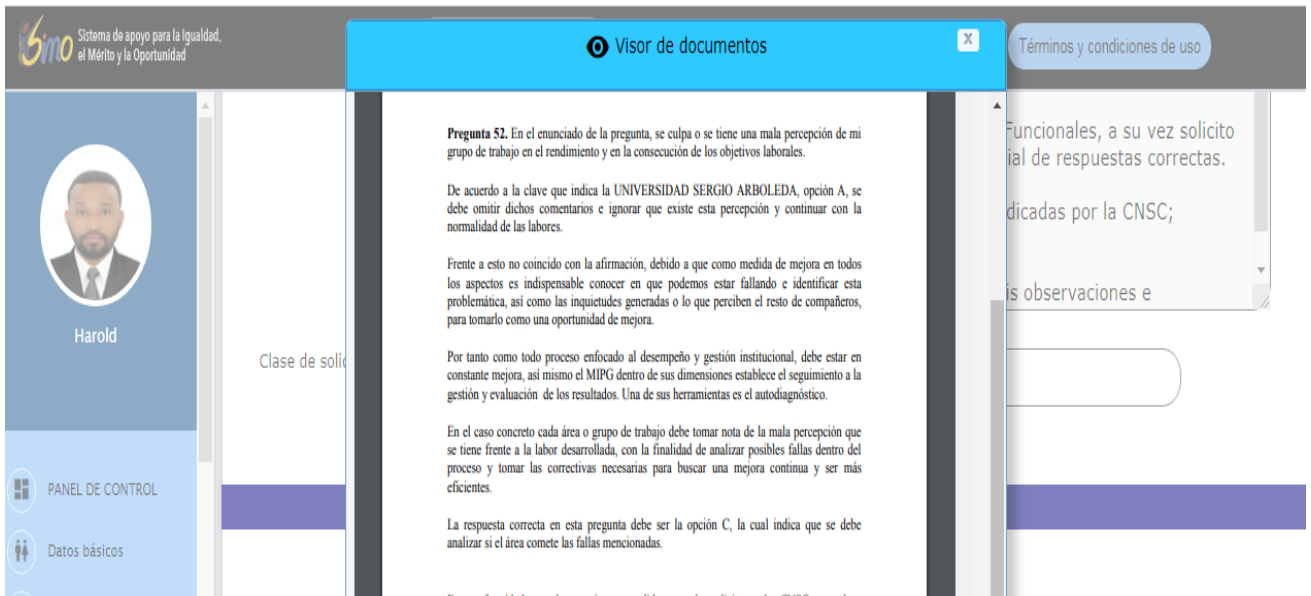 Simo
Sistema de apoyo para la Igualdad,
el Mérito y la Oportunidad
Visor de documentos
X
Términos y condiciones de uso
Harold
PANEL DE CONTROL
Datos básicos
Clase de solic
Pregunta 52. En el enunciado de la pregunta, se culpa o se tiene una mala percepción de mi
grupo de trabajo en el rendimiento y en la consecución de los objetivos laborales.
De acuerdo a la clave que indica la UNIVERSIDAD SERGIO ARBOLEDA, opción A, se
debe omitir dichos comentarios e ignorar que existe esta percepción y continuar con la
normalidad de las labores.
Frente a esto no coincido con la afirmación, debido a que como medida de mejora en todos
los aspectos es indispensable conocer en que podemos estar fallando e identificar esta
problemática, así como las inquietudes generadas o lo que perciben el resto de compañeros,
para tomarlo como una oportunidad de mejora.
Por tanto como todo proceso enfocado al desempeño y gestión institucional, debe estar en
constante mejora, así mismo el MIPG dentro de sus dimensiones establece el seguimiento a la
gestión y evaluación de los resultados. Una de sus herramientas es el autodiagnóstico.
En el caso concreto cada área o grupo de trabajo debe tomar nota de la mala percepción que
se tiene frente a la labor desarrollada, con la finalidad de analizar posibles fallas dentro del
proceso y tomar las correctivas necesarias para buscar una mejora continua y ser más
eficientes.
La respuesta correcta en esta pregunta debe ser la opción C, la cual indica que se debe
analizar si el área comete las fallas mencionadas.
Funcionales, a su vez solicito
ial de respuestas correctas.
dicadas por la CNSC;
is observaciones e